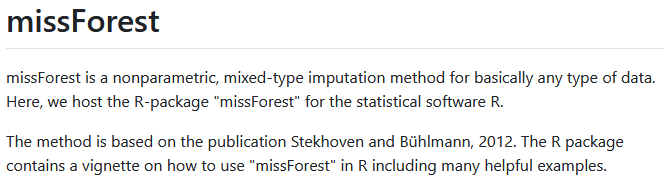 missForest
missForest is a nonparametric, mixed-type imputation method for basically any type of data.
Here, we host the R-package "missForest" for the statistical software R.
The method is based on the publication Stekhoven and Bühlmann, 2012. The R package
contains a vignette on how to use "missForest" in R including many helpful examples.